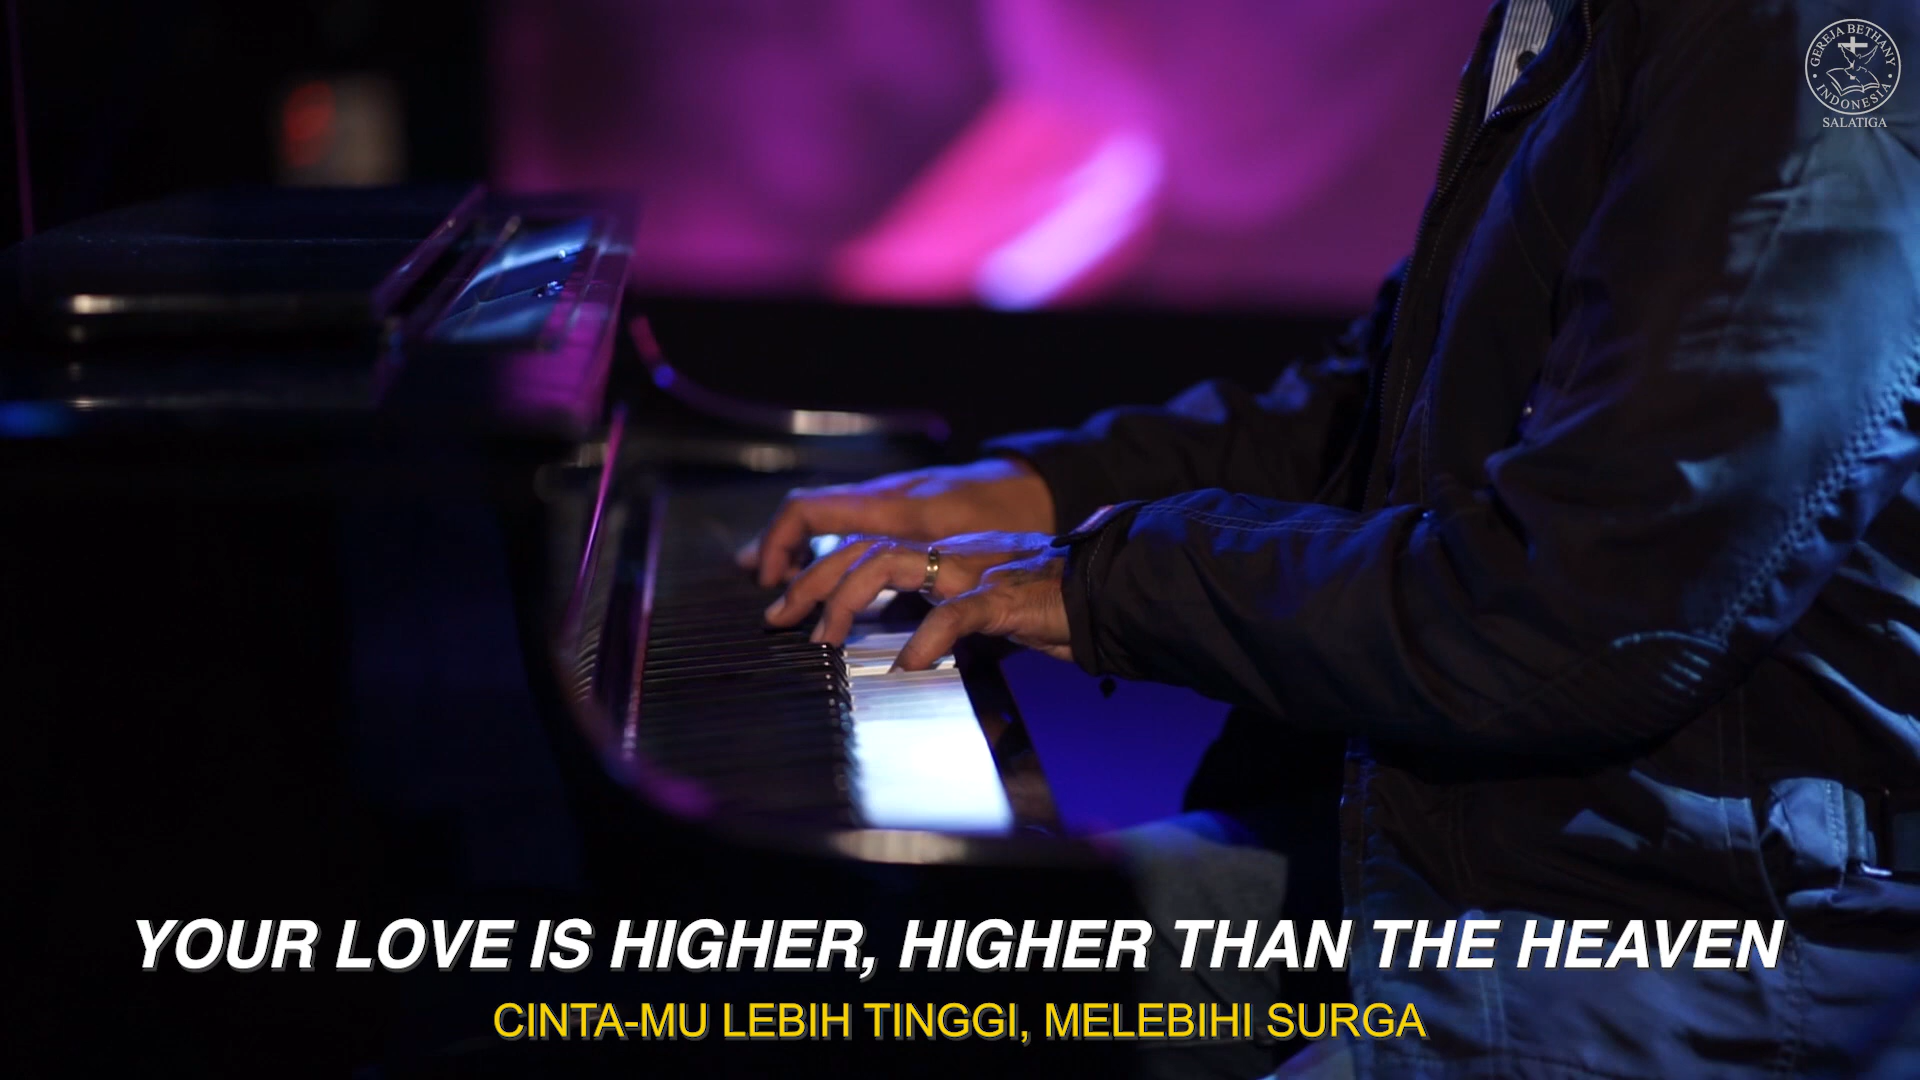 GEREJA BETHANY
INDONESIA
SALATIGA
YOUR LOVE IS HIGHER, HIGHER THAN THE HEAVEN
CINTA-MU LEBIH TINGGI, MELEBIHI SURGA